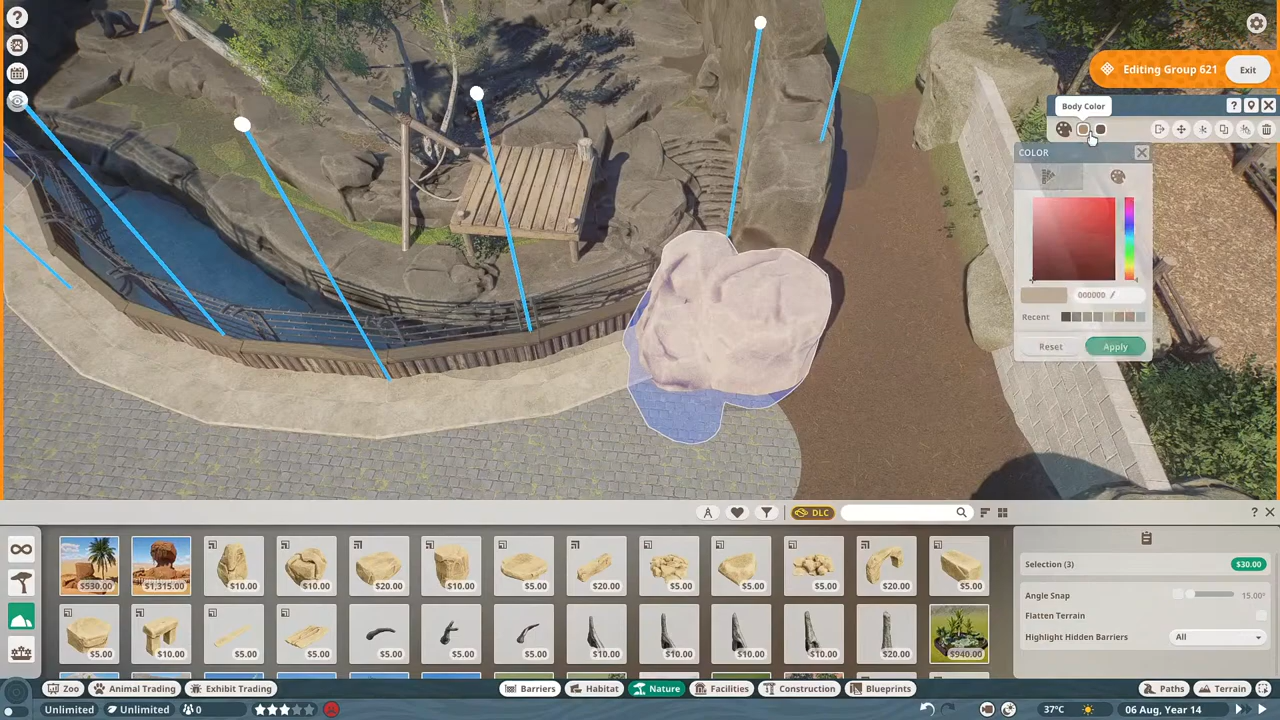 Editing Group 621
Exit
Body Color
COLOR
000000
Recent
Reset
Apply
DLC
$530.00
$1,315.00
$10.00
$10.00
$20.00
$10.00
$5.00
$20.00
$5.00
$5.00
$5.00
$20.00
$5.00
$5.00
$10.00
$5.00
$5.00
$5.00
$5.00
$5.00
$10.00
$10.00
$10.00
$10.00
$20.00
$940.00
Selection (3)
$30.00
Angle Snap
15.00°
Flatten Terrain
Highlight Hidden Barriers
All
Zoo
Animal Trading
Exhibit Trading
Barriers
Habitat
Nature
Facilities
Construction
Blueprints
Paths
Terrain
Unlimited
Unlimited
0
37°C
06 Aug, Year 14